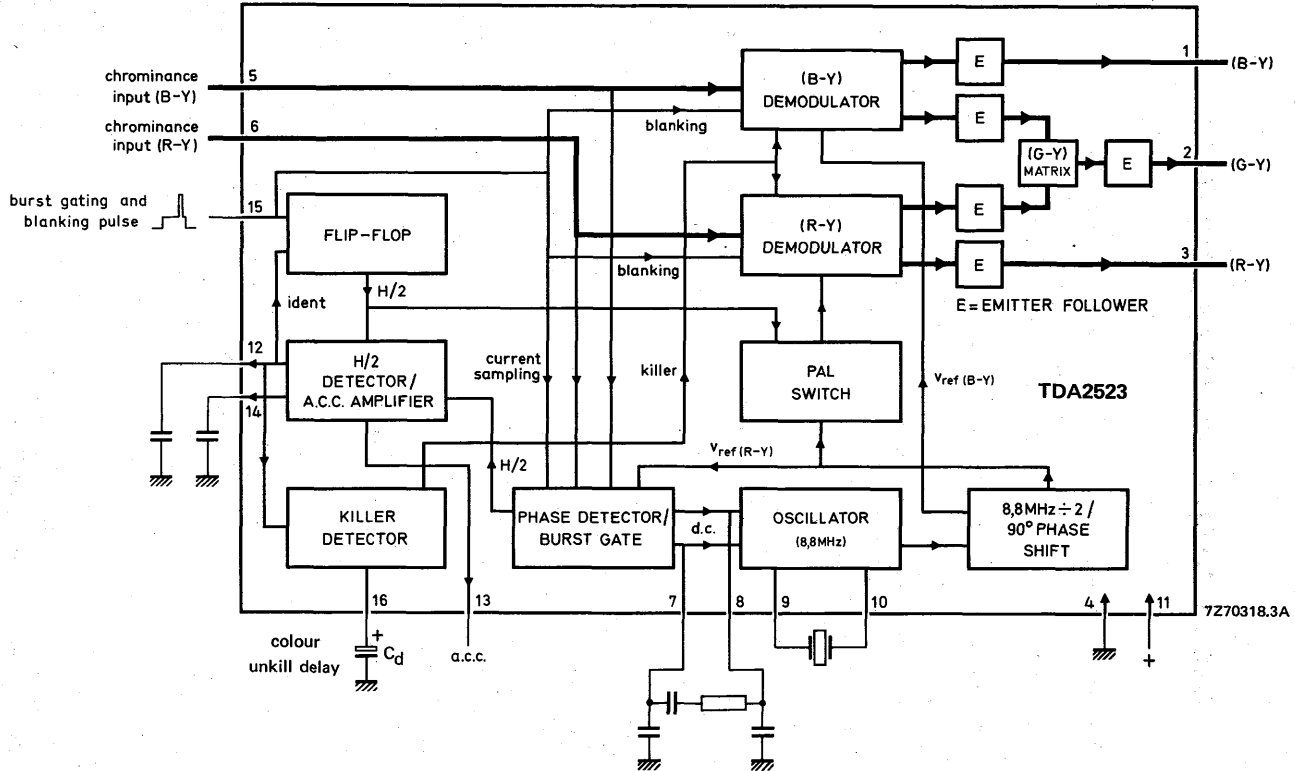 chrominance
input (B-Y)
5
chrominance
input (R-Y)
6
burst gating and
blanking pulse
15
FLIP-FLOP
ident
H/2
12
H/2
DETECTOR/
A.C.C. AMPLIFIER
14
KILLER
DETECTOR
16
13
colour
unkill delay
+
Cd
a.c.c.
blanking
blanking
current
sampling
killer
H/2
PHASE DETECTOR/
BURST GATE
d.c.
7
8
(B-Y)
DEMODULATOR
(R-Y)
DEMODULATOR
PAL
SWITCH
Vref (R-Y)
Vref (B-Y)
OSCILLATOR
(8,8MHz)
9
10
8,8MHz ÷ 2 /
90° PHASE
SHIFT
4
11
+
E
E
(G-Y)
MATRIX
E
E
E
E = EMITTER FOLLOWER
TDA2523
1
(B-Y)
2
(G-Y)
3
(R-Y)
7Z70318.3A